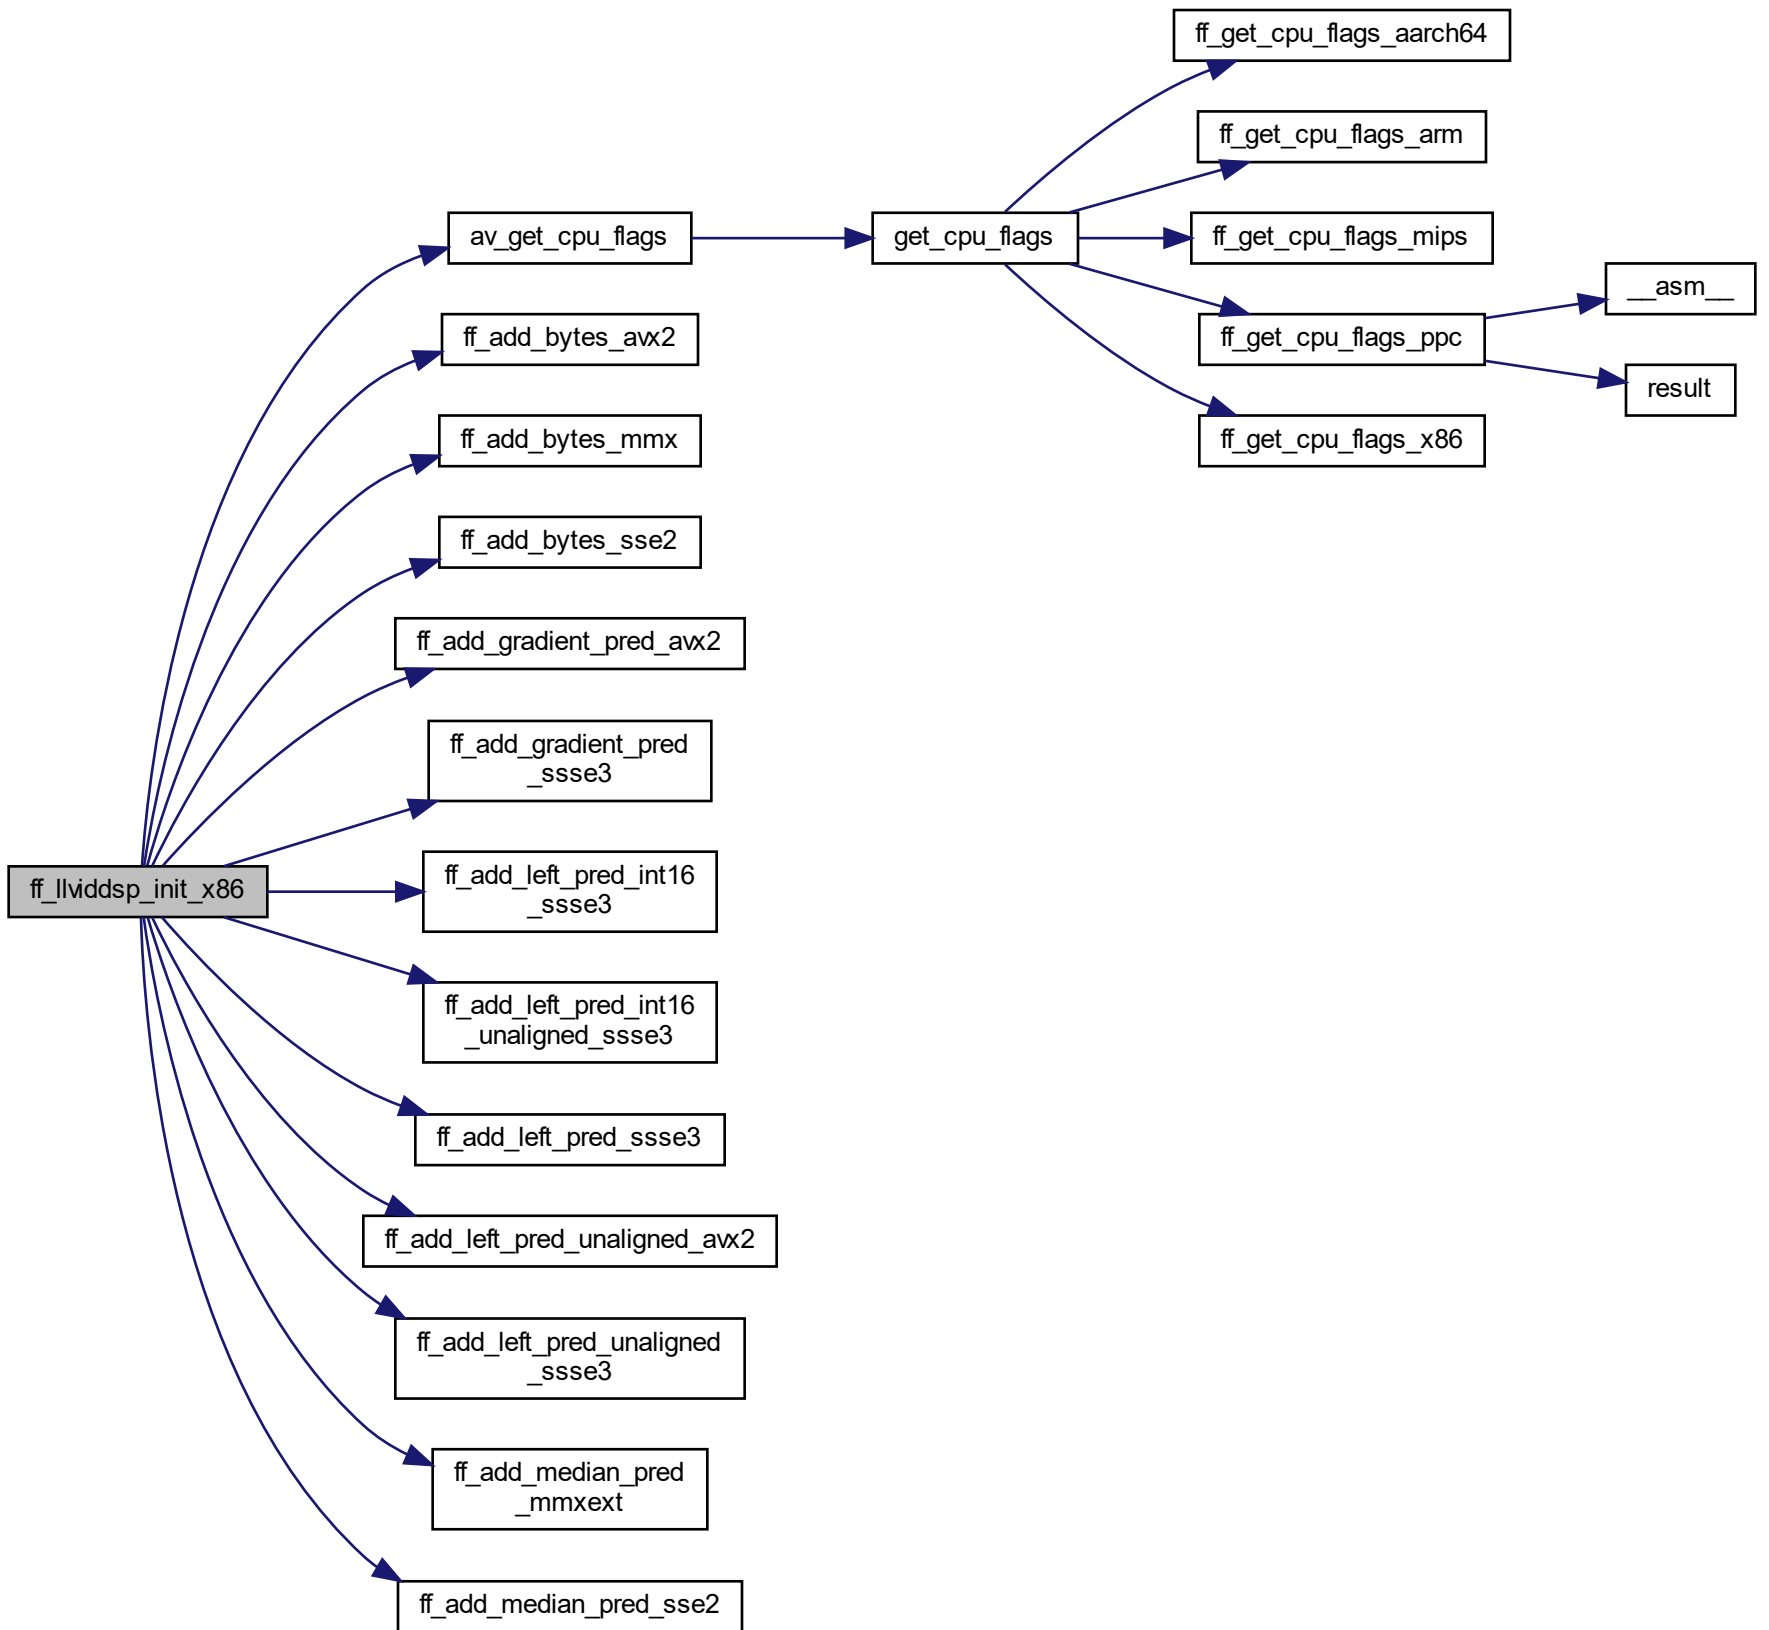 ff_llviddsp_init_x86
av_get_cpu_flags
get_cpu_flags
ff_get_cpu_flags_aarch64
ff_get_cpu_flags_arm
ff_get_cpu_flags_mips
ff_get_cpu_flags_ppc
__asm__
result
ff_get_cpu_flags_x86
ff_add_bytes_avx2
ff_add_bytes_mmx
ff_add_bytes_sse2
ff_add_gradient_pred_avx2
ff_add_gradient_pred
_ssse3
ff_add_left_pred_int16
_ssse3
ff_add_left_pred_int16
_unaligned_ssse3
ff_add_left_pred_ssse3
ff_add_left_pred_unaligned_avx2
ff_add_left_pred_unaligned
_ssse3
ff_add_median_pred
_mmxext
ff_add_median_pred_sse2